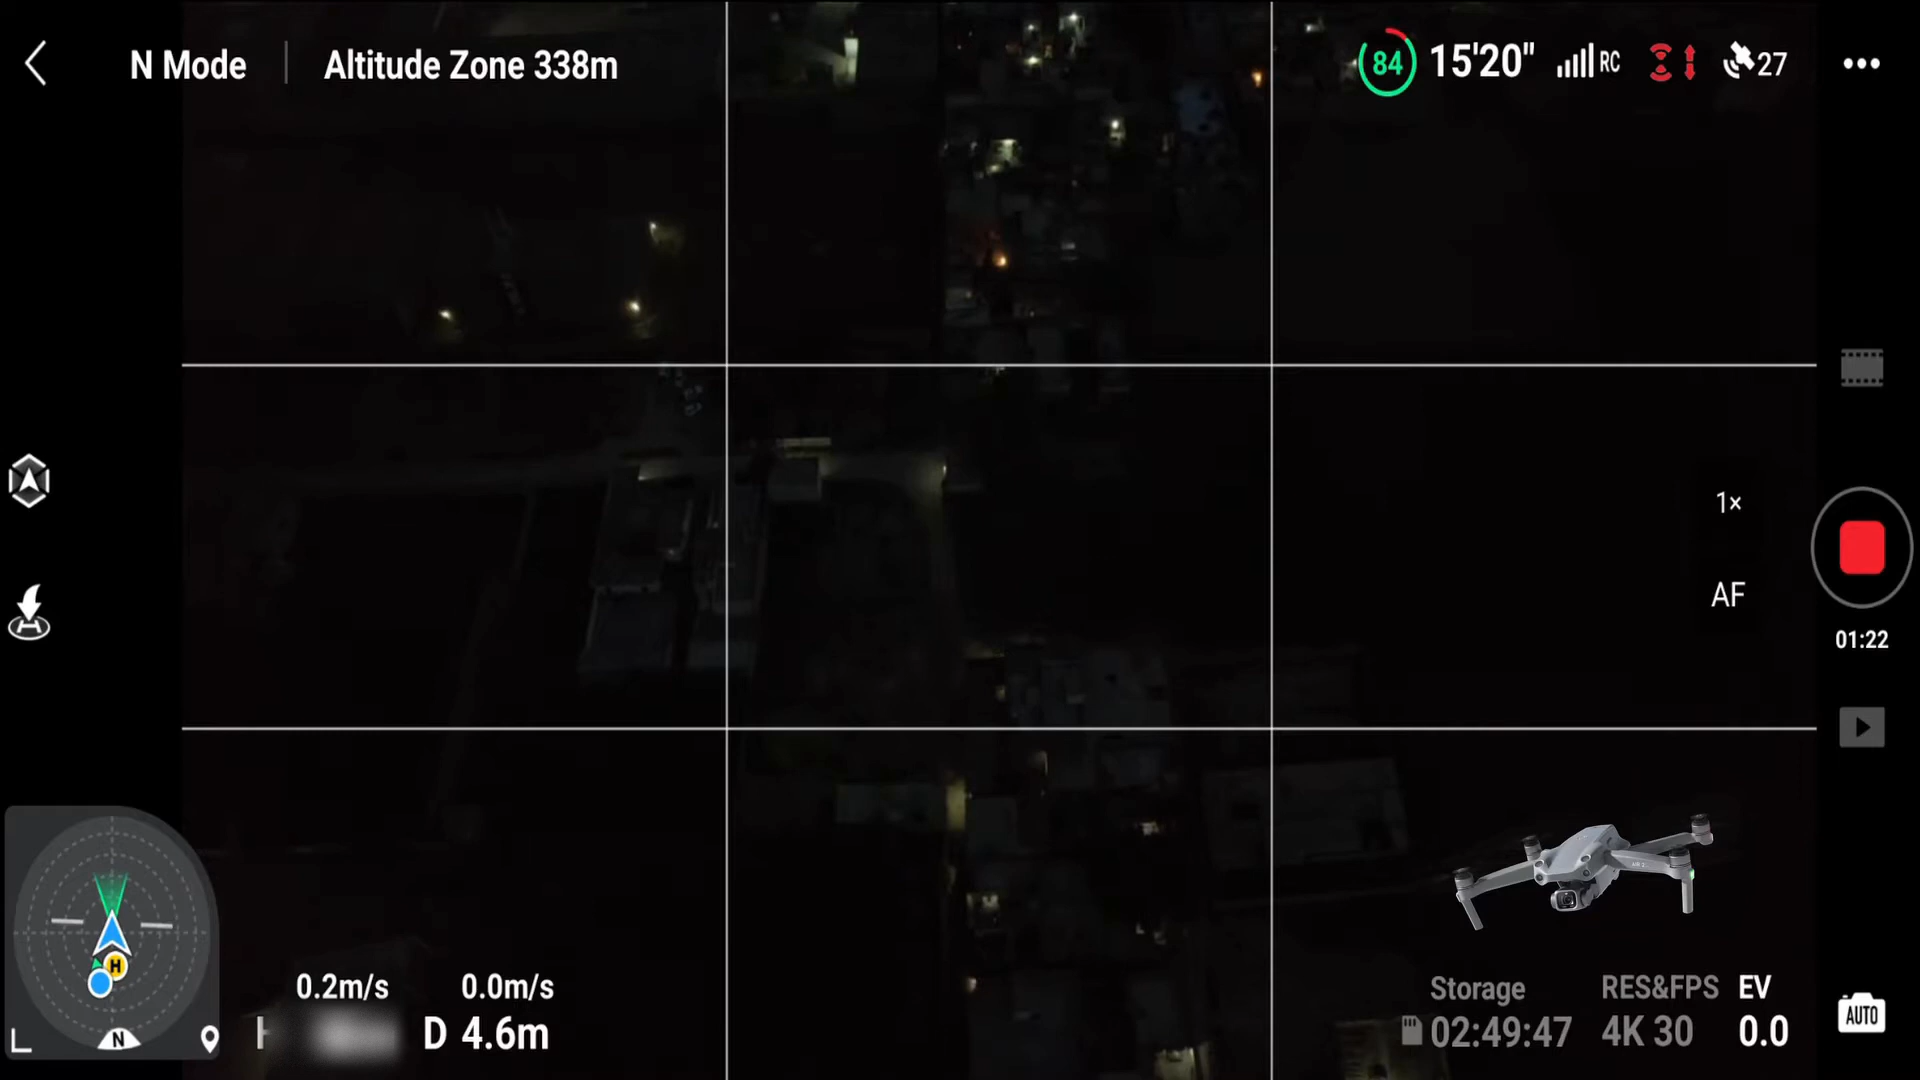 N Mode
Altitude Zone 338m
84
15'20"
RC
27
1×
AF
01:22
H
N
0.2m/s
0.0m/s
H
D 4.6m
Storage
02:49:47
RES&FPS
4K 30
EV
0.0
AUTO